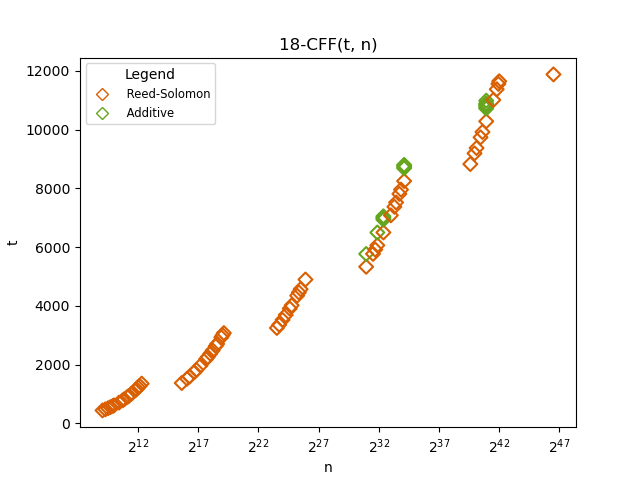 18-CFF(t, n)
Legend
Reed-Solomon
Additive
12000
10000
8000
6000
4000
2000
0
t
2^12 2^17 2^22 2^27 2^32 2^37 2^42 2^47
n